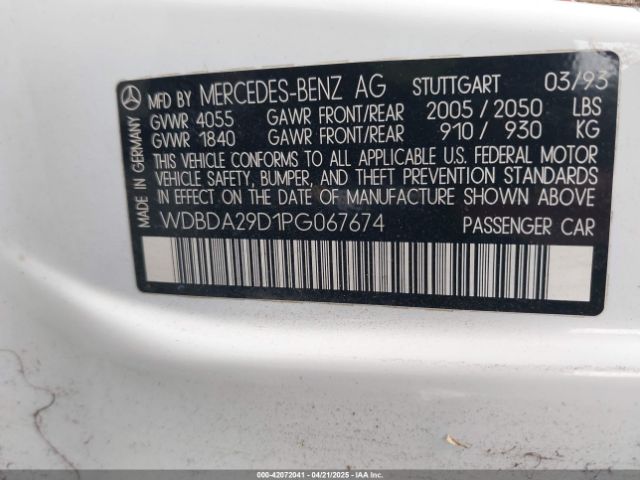 MADE IN GERMANY
MFD BY MERCEDES-BENZ AG STUTTGART 03/93
GVWR 4055 GAWR FRONT/REAR 2005/2050 LBS
GVWR 1840 GAWR FRONT/REAR 910/930 KG
THIS VEHICLE CONFORMS TO ALL APPLICABLE U.S. FEDERAL MOTOR
VEHICLE SAFETY, BUMPER, AND THEFT PREVENTION STANDARDS
IN EFFECT ON THE DATE OF MANUFACTURE SHOWN ABOVE
WDBDA29D1PG067674 PASSENGER CAR
000-42072041 - 04/21/2025 - IAAI.COM